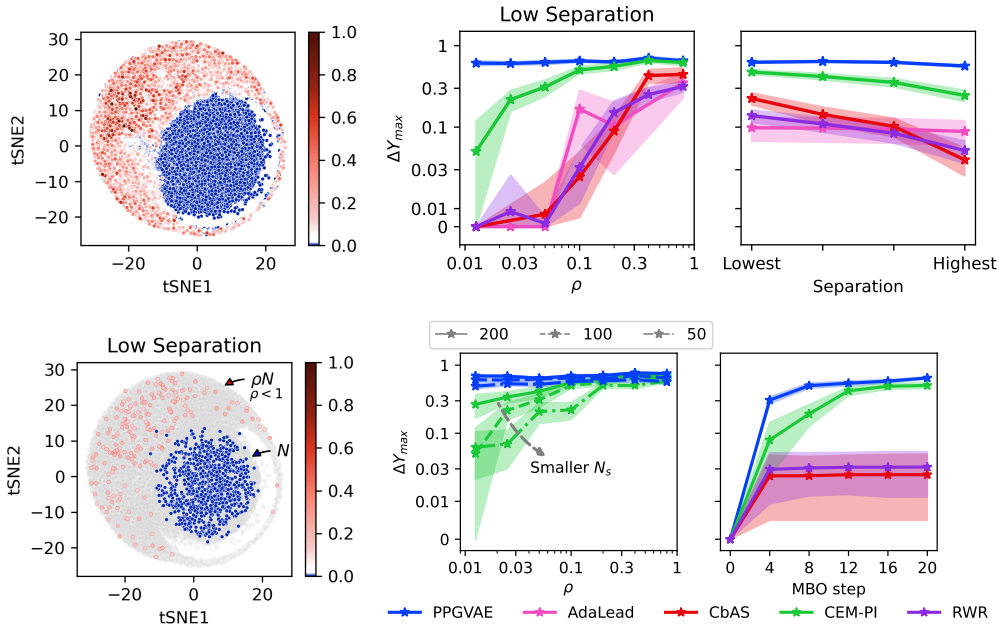 30
20
10
0
−10
−20
−20
0
20
tSNE1
tSNE2
1.0
0.8
0.6
0.4
0.2
0.0
Low Separation
1
0.3
0.1
0.03
0.01
0
ΔYmax
0.01
0.03
0.1
0.3
1
ρ
Lowest
Highest
Separation
Low Separation
30
20
10
0
−10
−20
−20
0
20
tSNE1
tSNE2
ρN
ρ < 1
N
1.0
0.8
0.6
0.4
0.2
0.0
200
100
50
1
0.3
0.1
0.03
0.01
0
ΔYmax
Smaller Ns
0.01
0.03
0.1
0.3
1
ρ
0
4
8
12
16
20
MBO step
PPGVAE
AdaLead
CbAS
CEM-PI
RWR